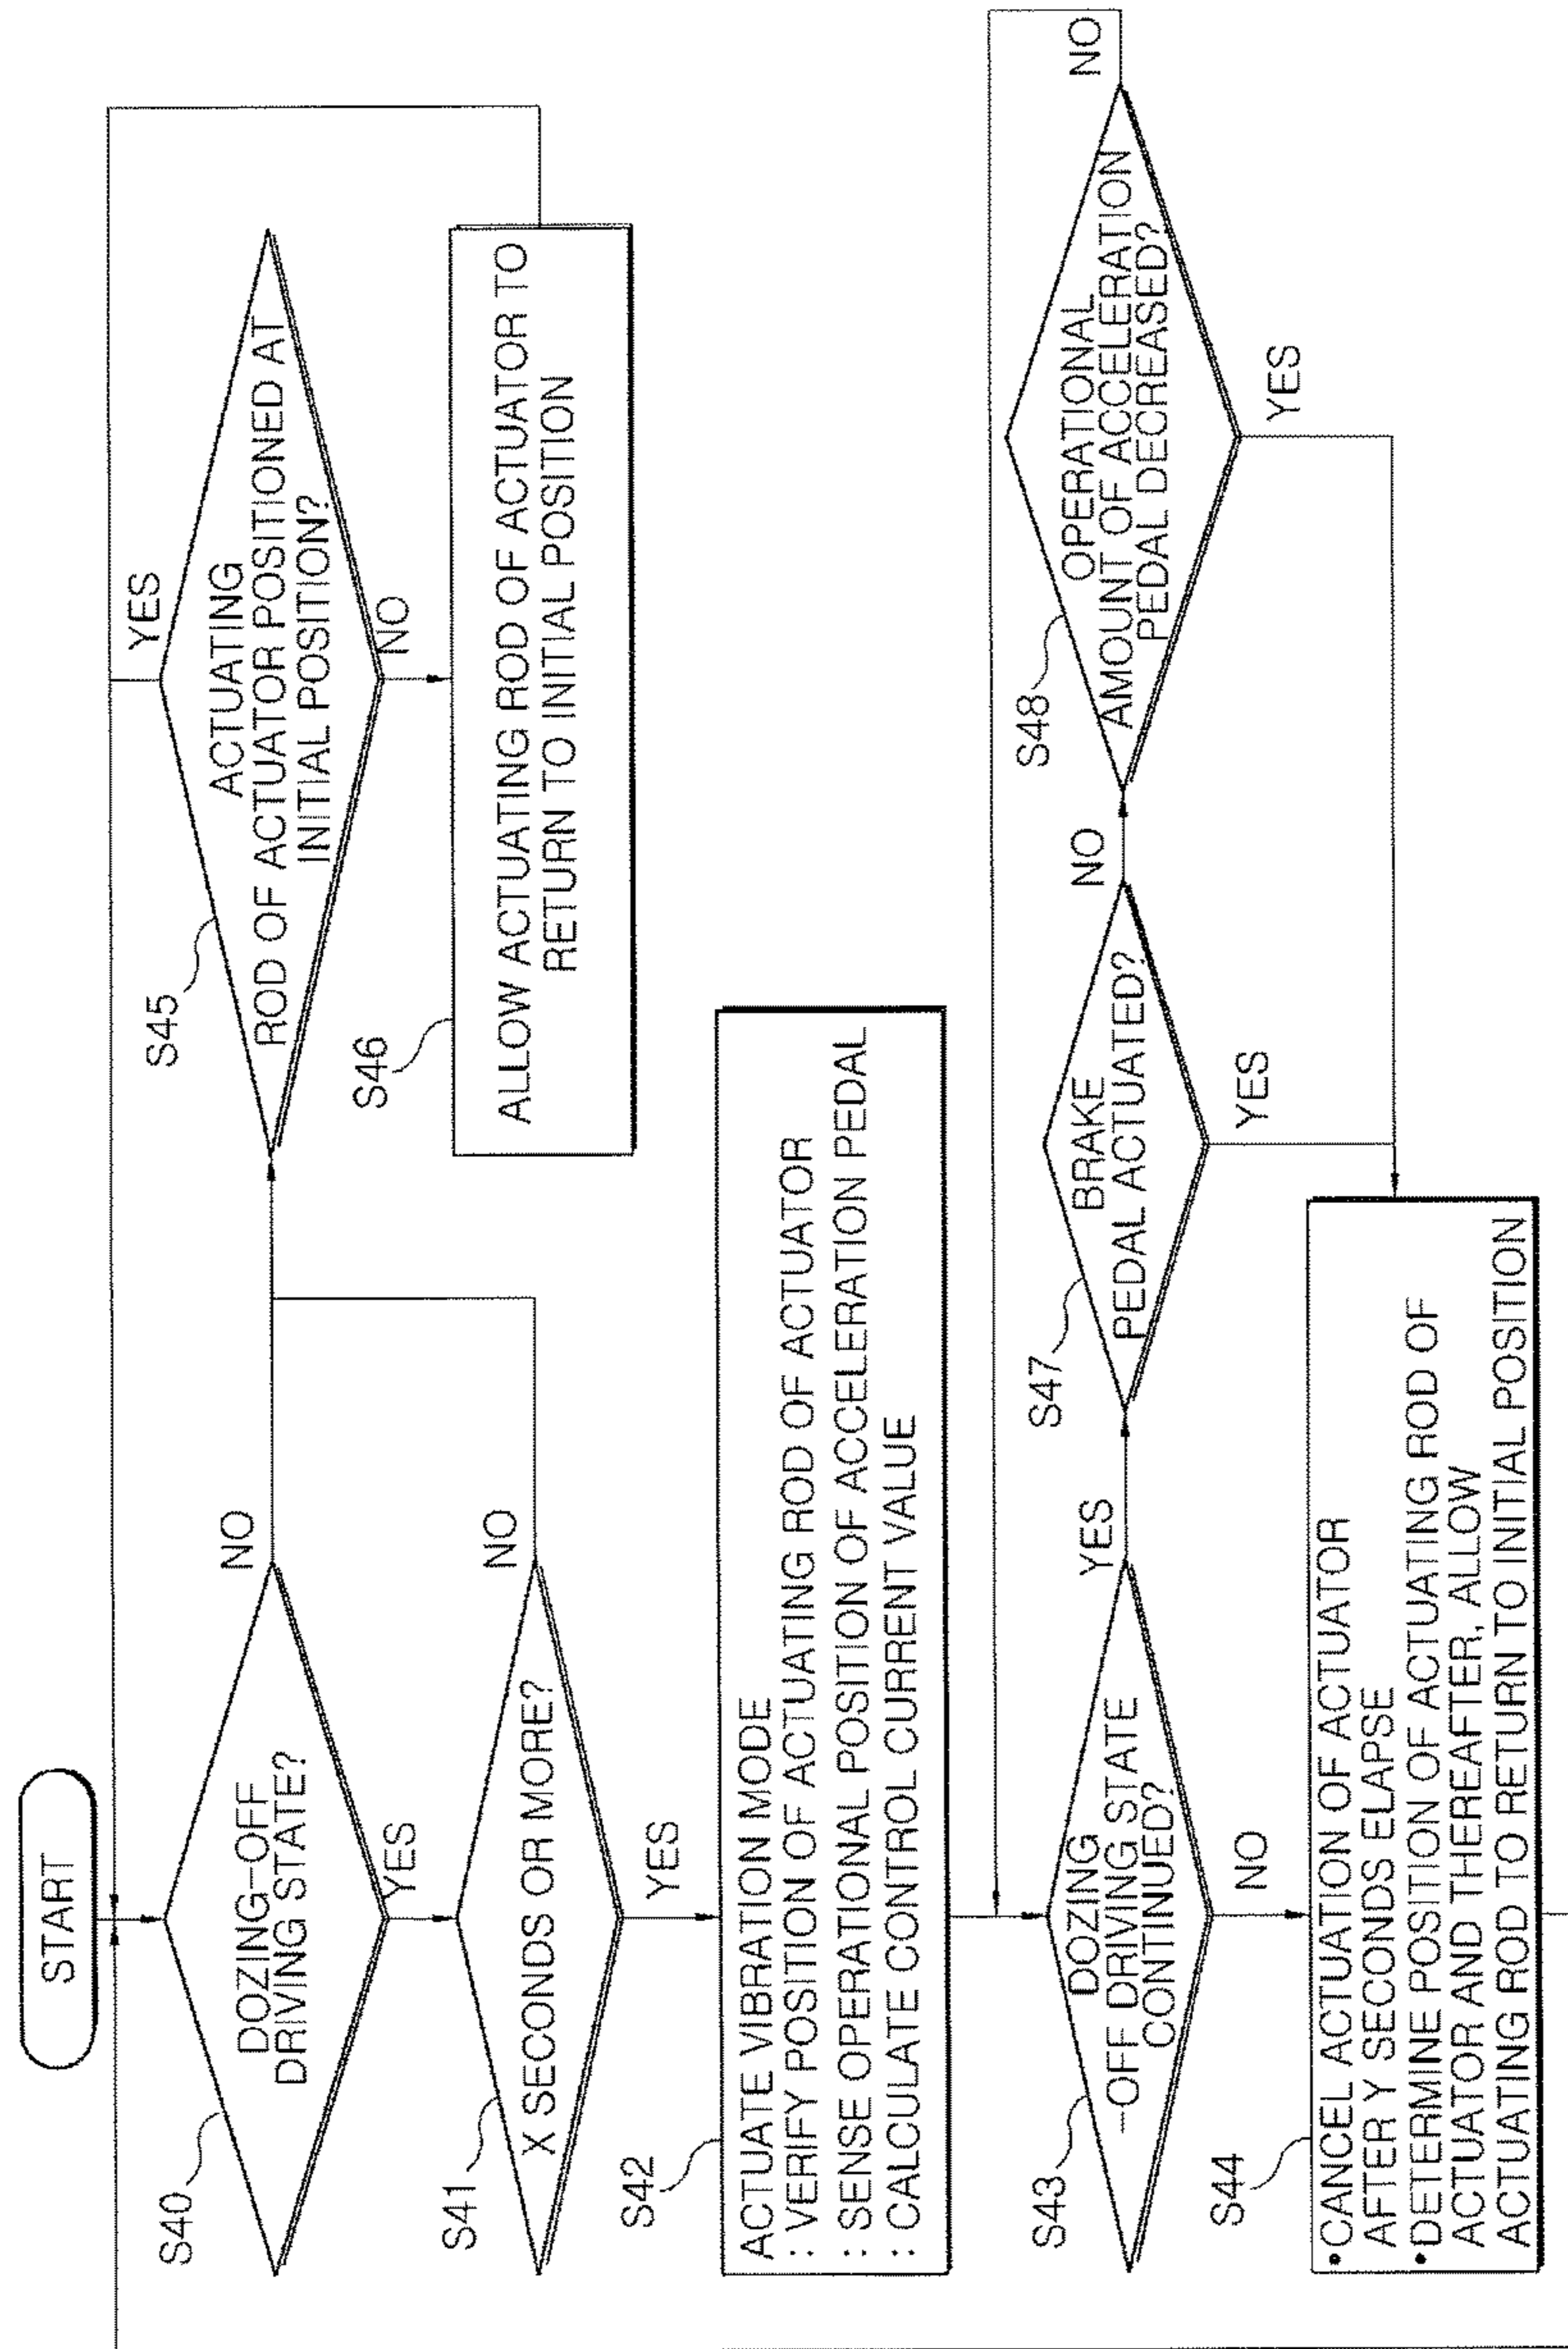 START
S40
DOZING-OFF
DRIVING STATE?
NO
YES
S41
X SECONDS OR MORE?
NO
YES
S42
ACTUATE VIBRATION MODE
: VERIFY POSITION OF ACTUATING ROD OF ACTUATOR
: SENSE OPERATIONAL POSITION OF ACCELERATION PEDAL
: CALCULATE CONTROL CURRENT VALUE
S43
DOZING
-OFF DRIVING STATE
CONTINUED?
YES
NO
S44
•CANCEL ACTUATION OF ACTUATOR
AFTER Y SECONDS ELAPSE
•DETERMINE POSITION OF ACTUATING ROD OF
ACTUATOR AND THEREAFTER, ALLOW
ACTUATING ROD TO RETURN TO INITIAL POSITION
S45
YES
ACTUATING
ROD OF ACTUATOR POSITIONED AT
INITIAL POSITION?
NO
S46
ALLOW ACTUATING ROD OF ACTUATOR TO
RETURN TO INITIAL POSITION
S47
BRAKE
PEDAL ACTUATED?
NO
YES
S48
OPERATIONAL
AMOUNT OF ACCELERATION
PEDAL DECREASED?
NO
YES